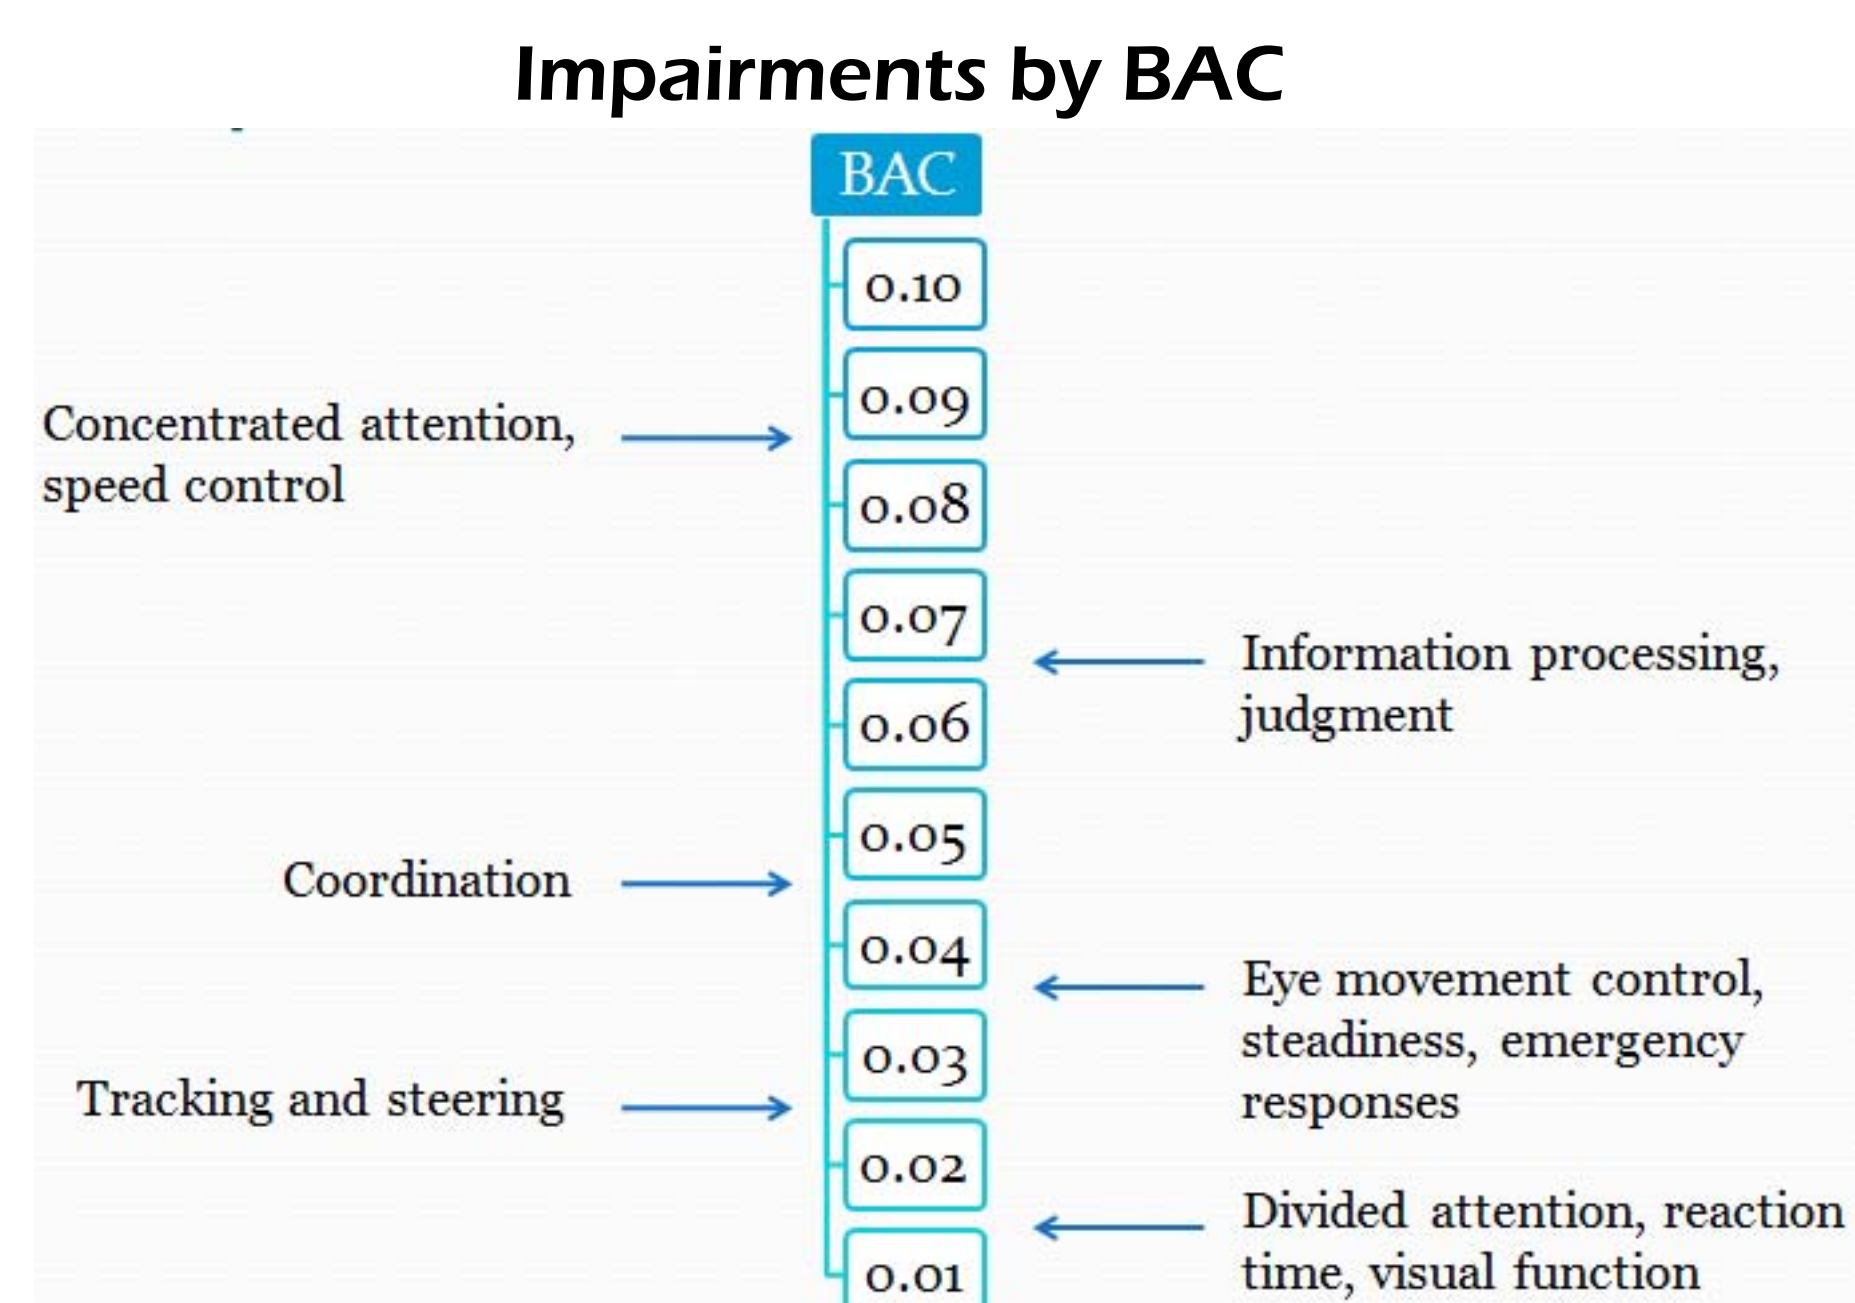 Impairments by BAC
BAC
0.10
0.09
Concentrated attention,
speed control
0.08
0.07
Information processing,
judgment
0.06
0.05
Coordination
0.04
Eye movement control,
steadiness, emergency
responses
0.03
Tracking and steering
0.02
Divided attention, reaction
time, visual function
0.01